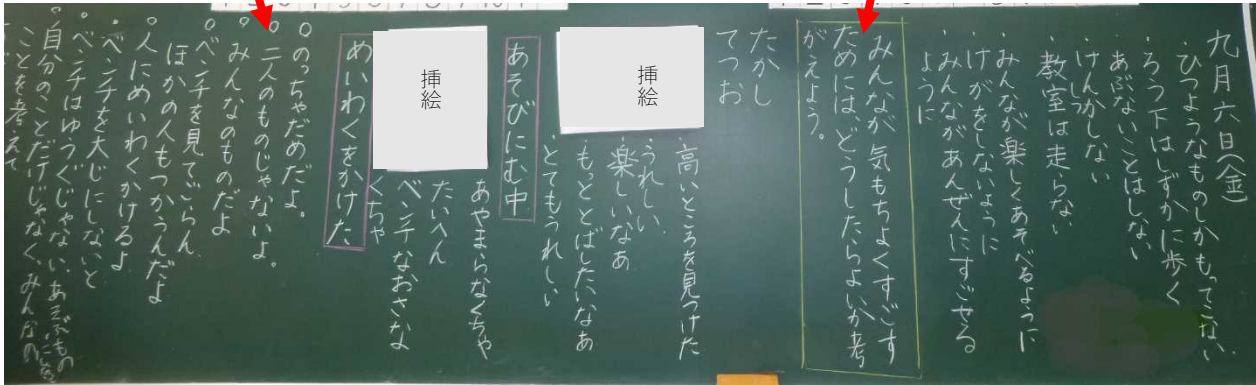 九月六日(金)
・ひつようなものしかもってこない
・ろう下はしずかに歩く
・あぶないことはしない
・けんかしない
・教室は走らない
・みんなが楽しくあそべるように
・けがをしないように
・みんながあんぜんにすごせる
ように
みんなが気もちよくすごす
ためには、どうしたらよいか考
がえよう。
たかし
てつお
挿絵
高いところを見つけた
うれしい
・楽しいなあ
・もっととばしたいなあ
・とてもうれしい
あそびにむ中
挿絵
あやまらなくちゃ
たいへん
ベンチなおさな
くちゃ
めいわくをかけた
○のっちゃだめだよ。
○二人のものじゃないよ。
○みんなのものだよ
○ベンチを見てごらん
ほかの人もつかうんだよ
○人にめいわくかけるよ
・ベンチを大じにしないと
・ベンチはゆうぐじゃない、あそぶもの
○自分のことだけじゃなく、みんなの
ことを考えて